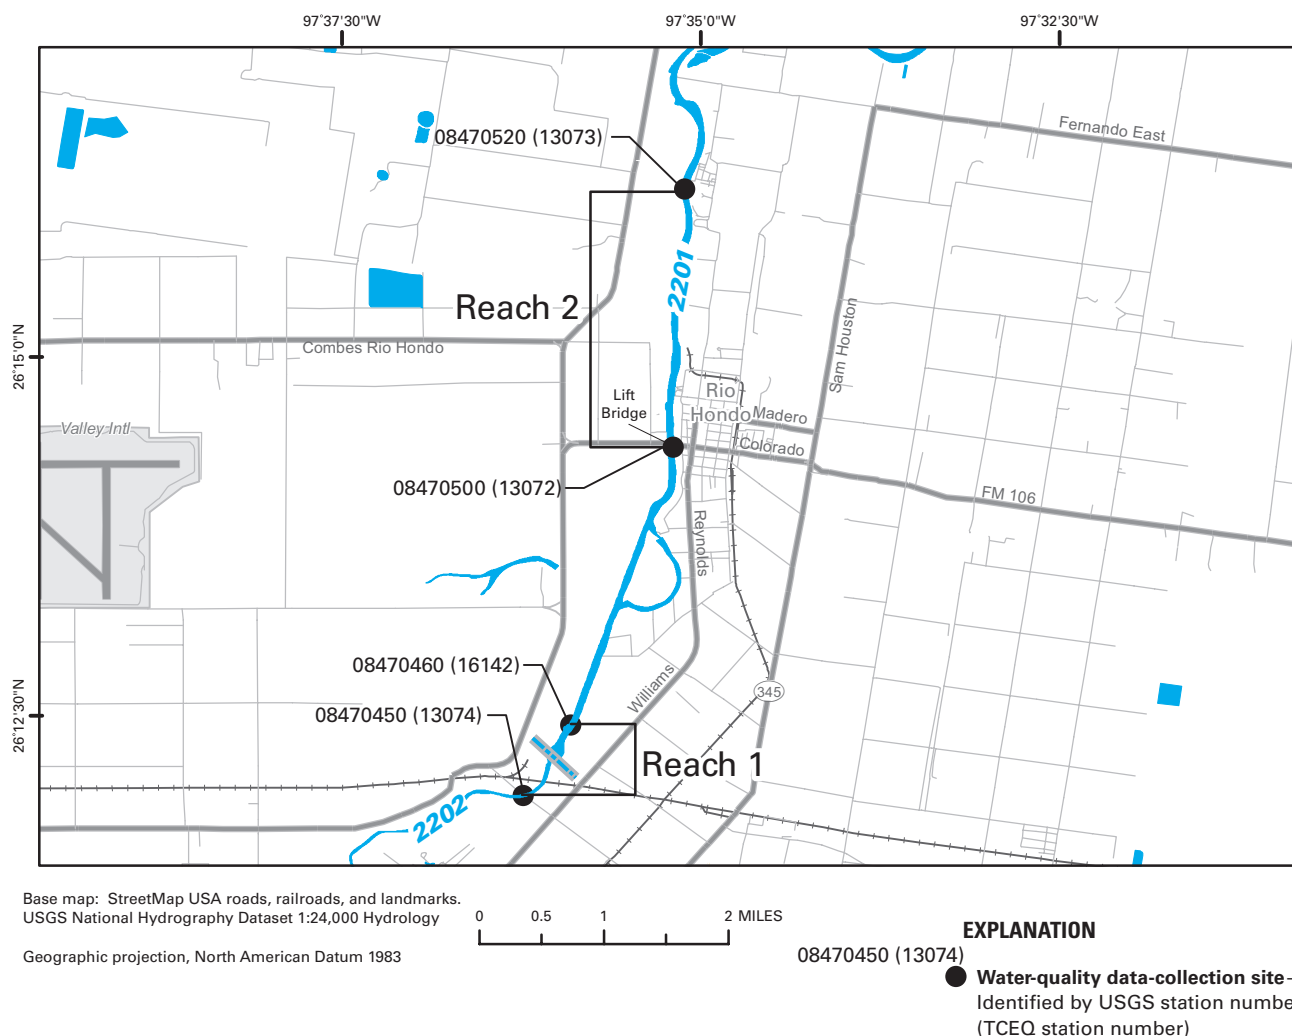 97°37'30"W
97°35'0"W
97°32'30"W
08470520 (13073)
Fernando East
2201
Reach 2
26°15'0"N
Combes Rio Hondo
Sam Houston
Lift
Bridge
Rio
Hondo
Madero
Colorado
Valley Intl
08470500 (13072)
FM 106
Reynolds
08470460 (16142)
Williams
345
26°12'30"N
08470450 (13074)
Reach 1
2202
Base map: StreetMap USA roads, railroads, and landmarks.
USGS National Hydrography Dataset 1:24,000 Hydrology
Geographic projection, North American Datum 1983
0 0.5 1 2 MILES
EXPLANATION
08470450 (13074)
Water-quality data-collection site–
Identified by USGS station numbe
(TCEQ station number)